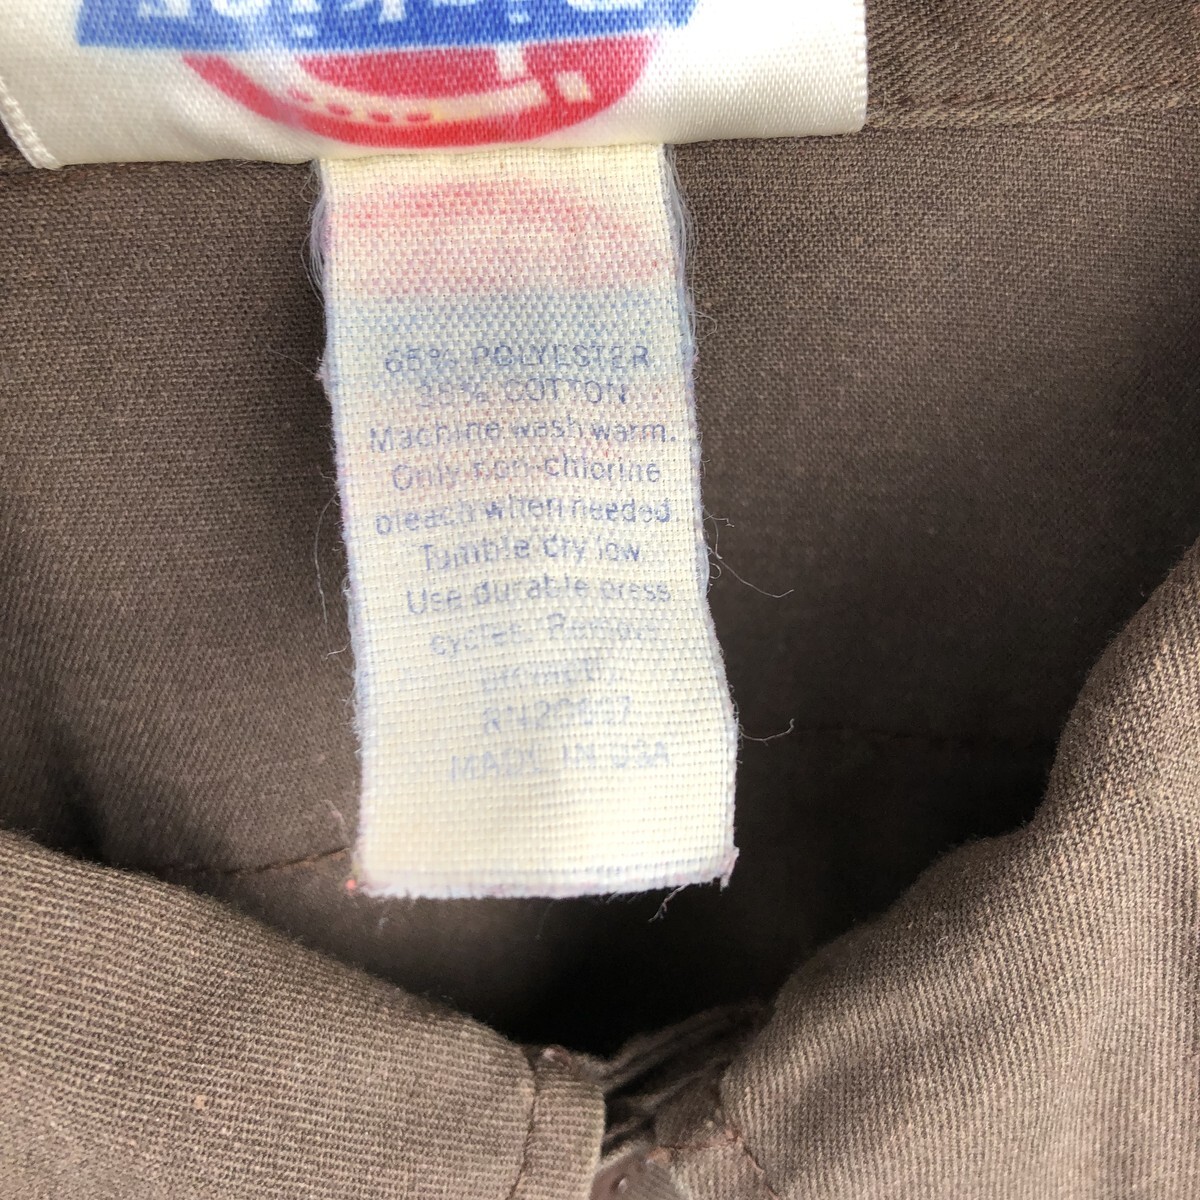 65% POLYESTER
35% COTTON
Machine wash warm.
Only non-chlorine
bleach when needed.
Tumble dry low.
Use durable press
cycles. Remove
promptly.
MADE IN USA